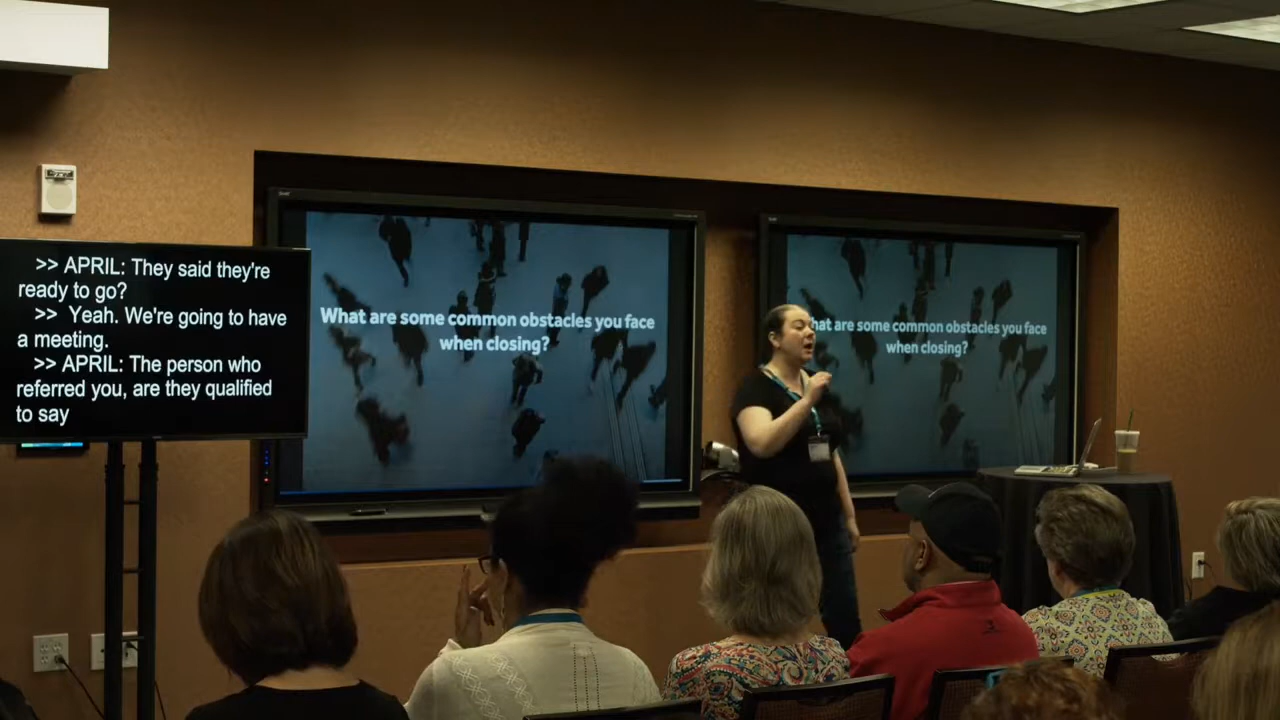 >> APRIL: They said they're
ready to go?
>> Yeah. We're going to have
a meeting.
>> APRIL: The person who
referred you, are they qualified
to say
What are some common obstacles you face
when closing?
hat are some common obstacles you face
when closing?